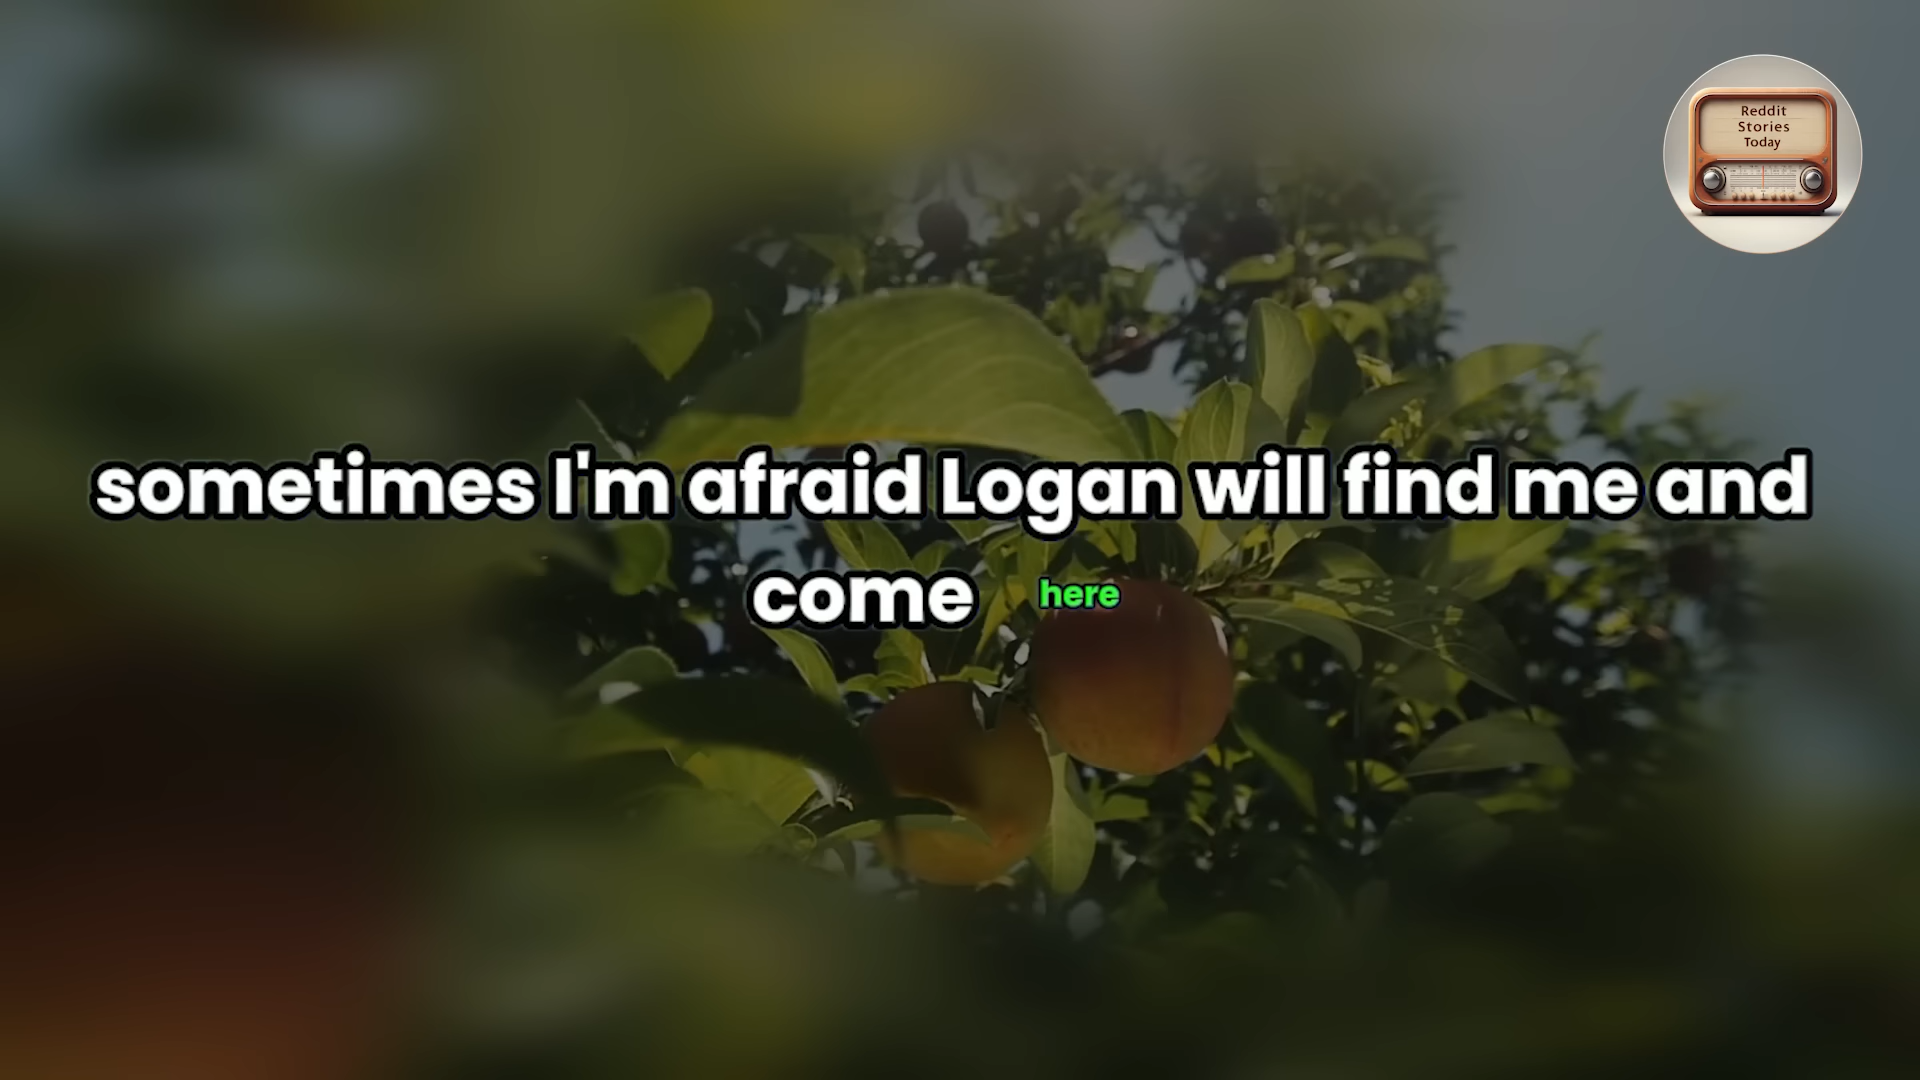 Reddit
Stories
Today
sometimes I'm afraid Logan will find me and
come here